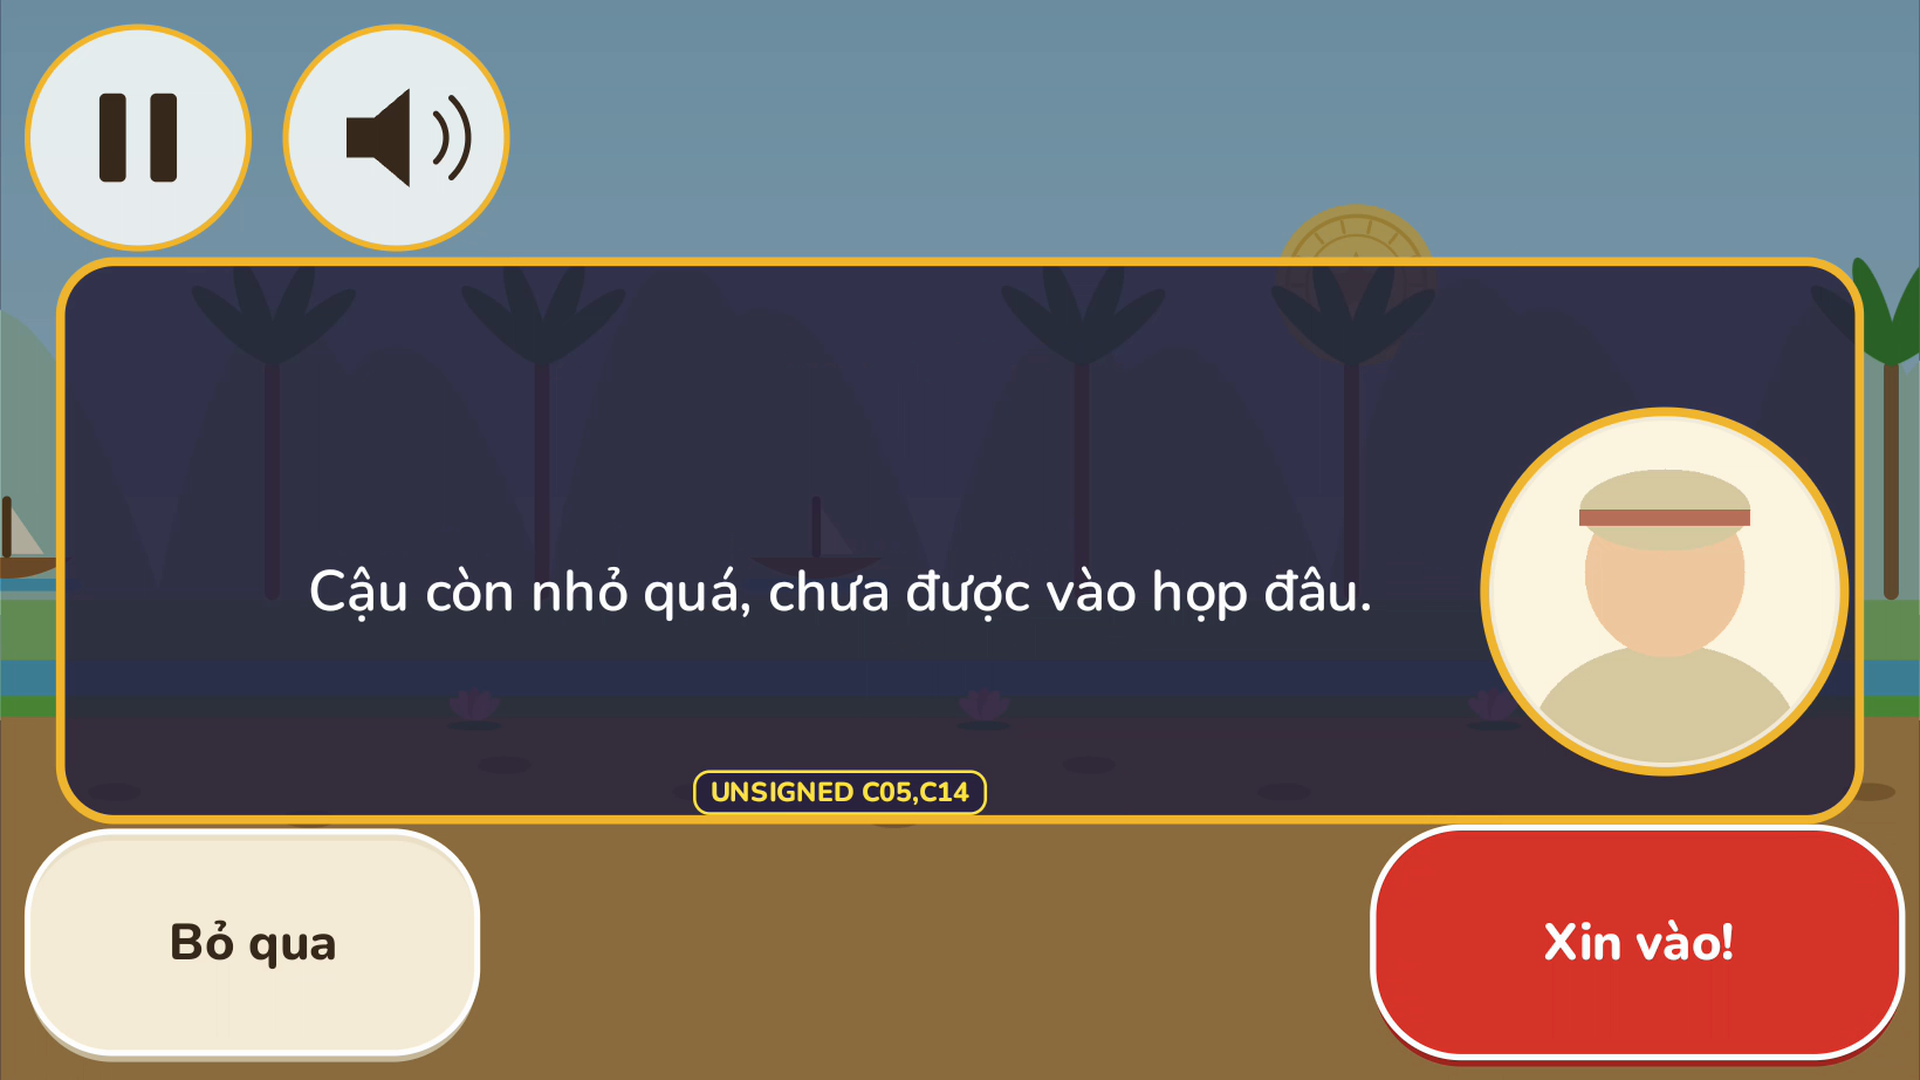 Cậu còn nhỏ quá, chưa được vào họp đâu.
UNSIGNED C05,C14
Bỏ qua
Xin vào!